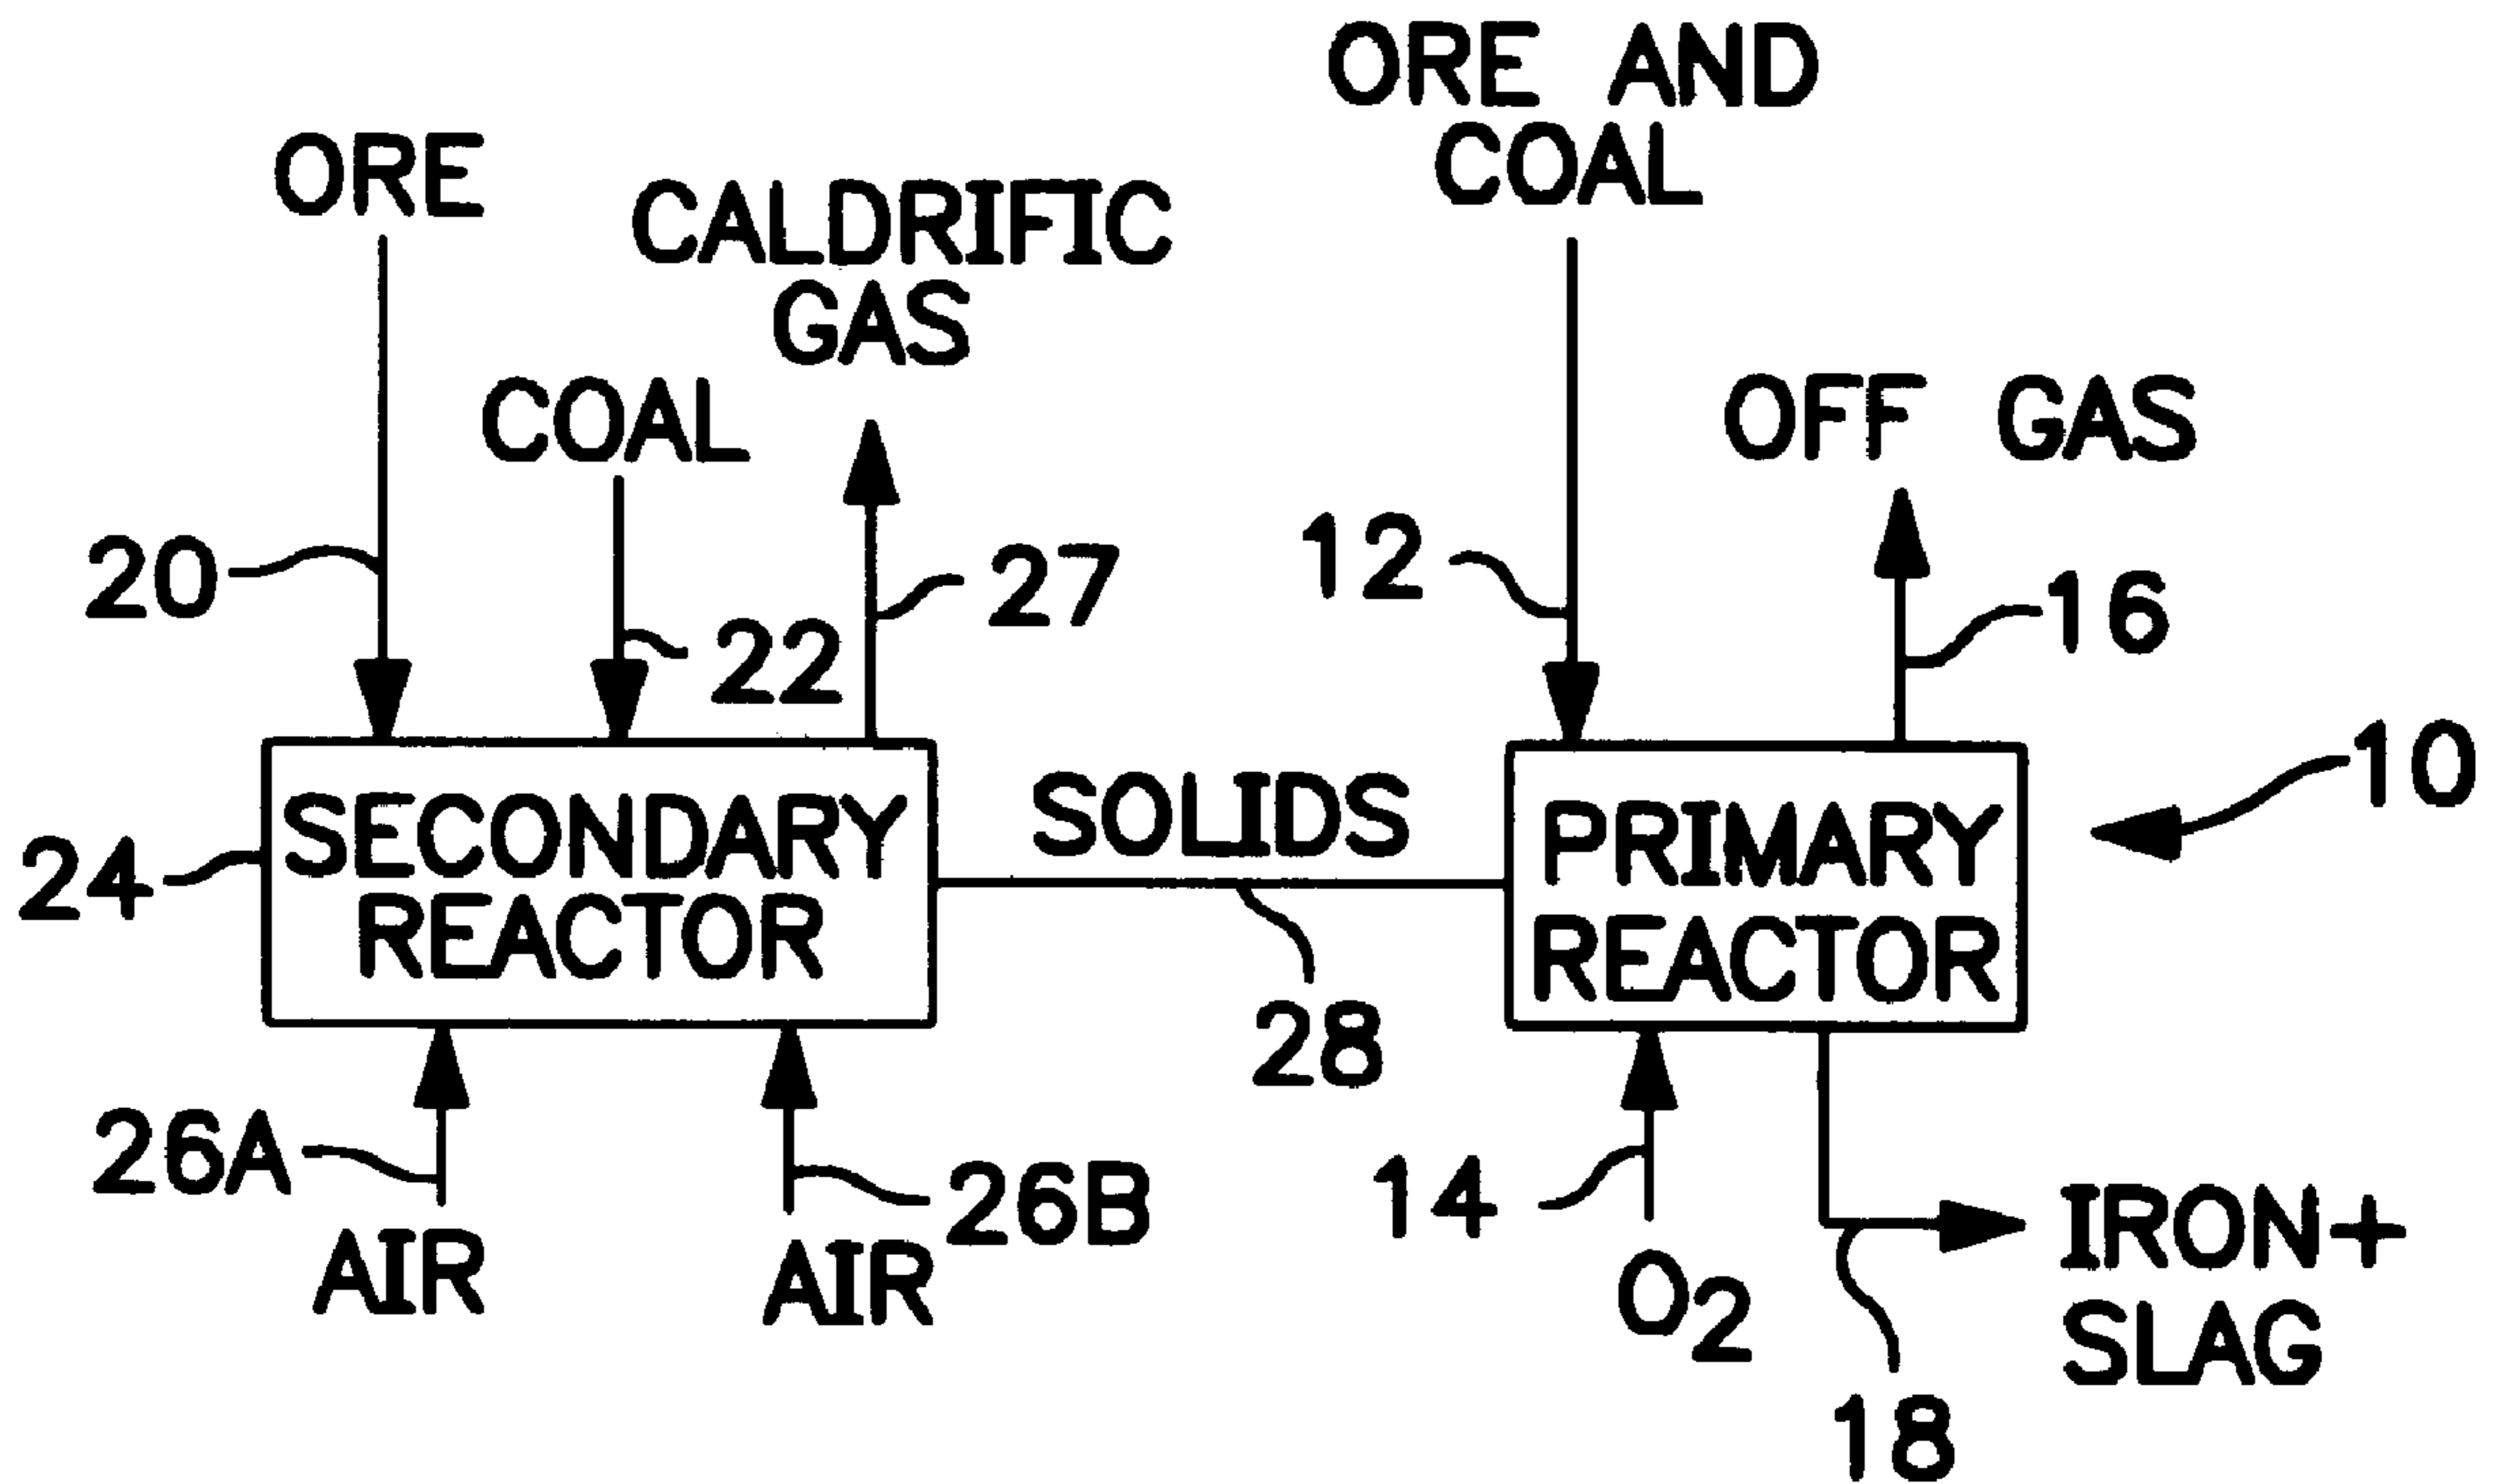 ORE AND
COAL
ORE
CALDRIFIC
GAS
COAL
OFF GAS
20
22
27
12
16
10
SECONDARY
REACTOR
24
SOLIDS
28
PRIMARY
REACTOR
26A
AIR
26B
AIR
14
O2
IRON+
SLAG
18